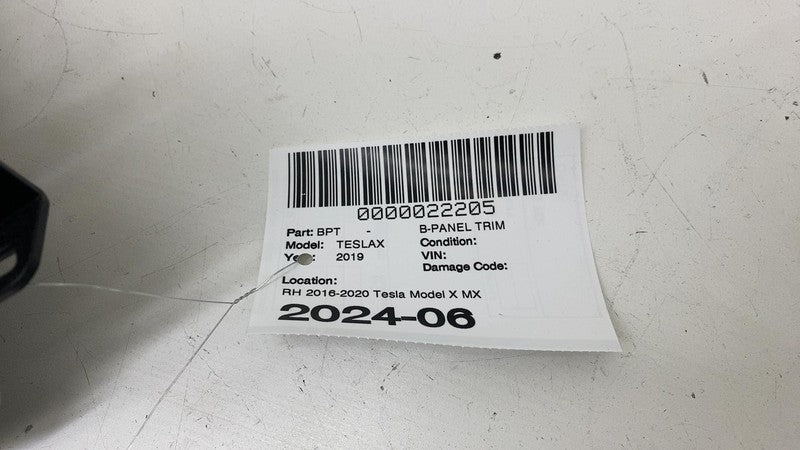 0000022205
Part: BPT - B-PANEL TRIM
Model: TESLAX Condition:
2019 VIN:
Damage Code:
Location:
RH 2016-2020 Tesla Model X MX
2024-06